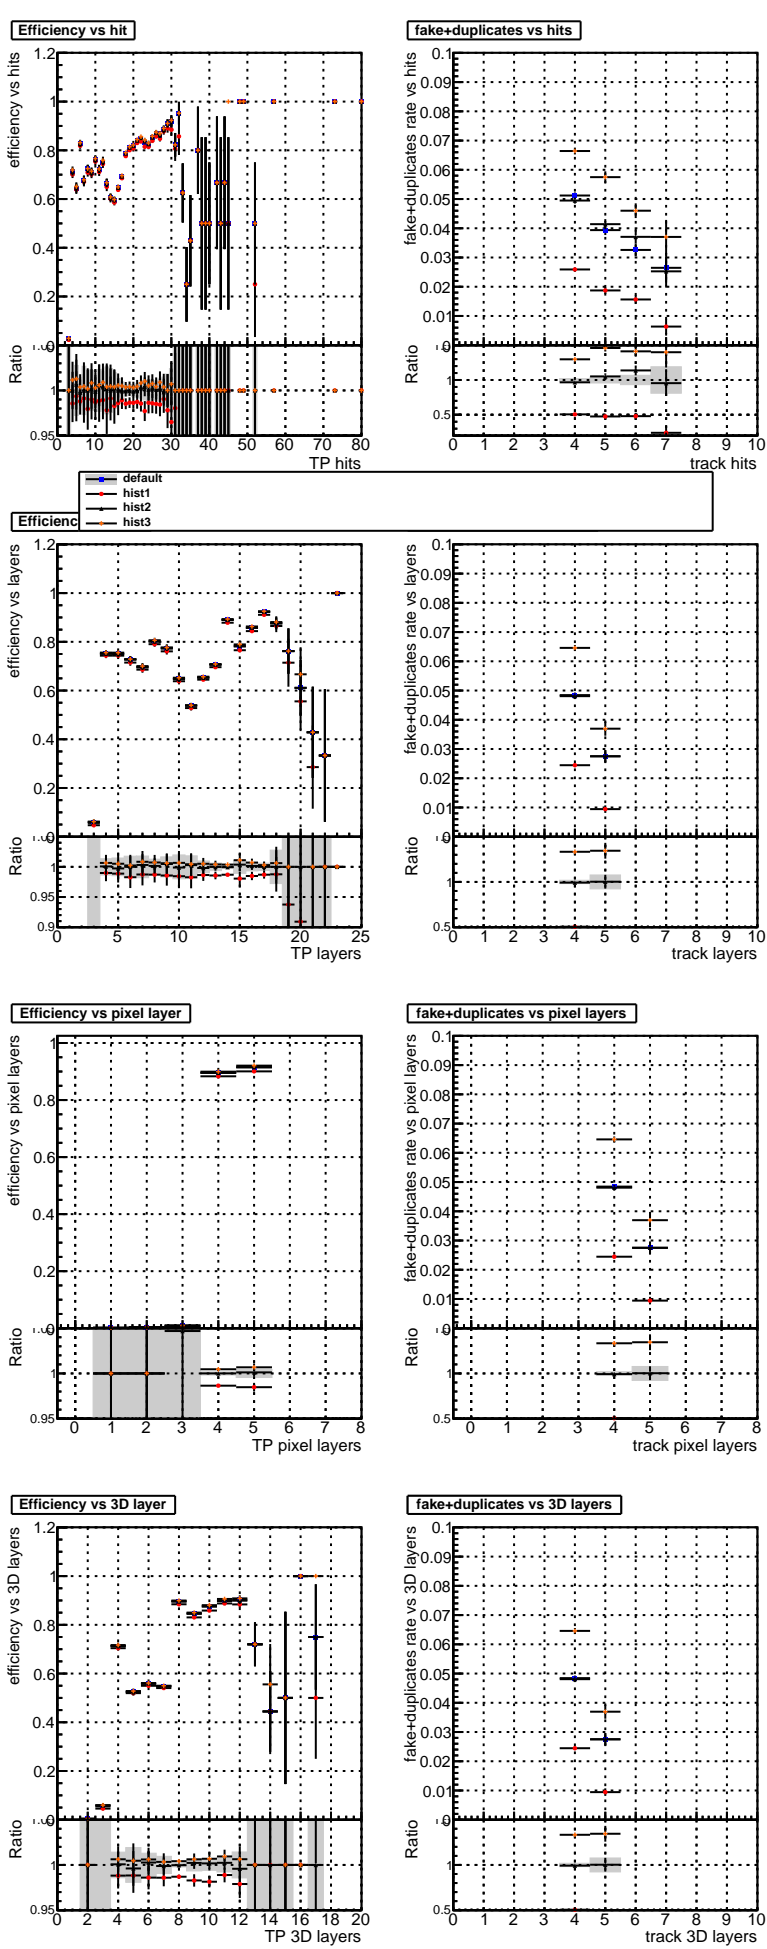 Efficiency vs hit
fake+duplicates vs hits
efficiency vs hits
1.2
1
0.8
0.6
0.4
0.2
Ratio
1
0.95
0 10 20 30 40 50 60 70 80
TP hits
fake+duplicates rate vs hits
0.1
0.09
0.08
0.07
0.06
0.05
0.04
0.03
0.02
0.01
0
Ratio
1
0.5
0 1 2 3 4 5 6 7 8 9 10
track hits
default
hist1
hist2
hist3
Efficienc
efficiency vs layers
1.2
1
0.8
0.6
0.4
0.2
Ratio
1
0.95
0.9
0 5 10 15 20 25
TP layers
fake+duplicates rate vs layers
0.1
0.09
0.08
0.07
0.06
0.05
0.04
0.03
0.02
0.01
0
Ratio
1
0.5
0 1 2 3 4 5 6 7 8 9 10
track layers
Efficiency vs pixel layer
fake+duplicates vs pixel layers
efficiency vs pixel layers
1
0.8
0.6
0.4
0.2
Ratio
1
0.95
0 1 2 3 4 5 6 7 8
TP pixel layers
fake+duplicates rate vs pixel layers
0.1
0.09
0.08
0.07
0.06
0.05
0.04
0.03
0.02
0.01
0
Ratio
1
0.5
0 1 2 3 4 5 6 7 8
track pixel layers
Efficiency vs 3D layer
fake+duplicates vs 3D layers
efficiency vs 3D layers
1.2
1
0.8
0.6
0.4
0.2
Ratio
1
0.95
0 2 4 6 8 10 12 14 16 18 20
TP 3D layers
fake+duplicates rate vs 3D layers
0.1
0.09
0.08
0.07
0.06
0.05
0.04
0.03
0.02
0.01
0
Ratio
1
0.5
0 1 2 3 4 5 6 7 8 9 10
track 3D layers